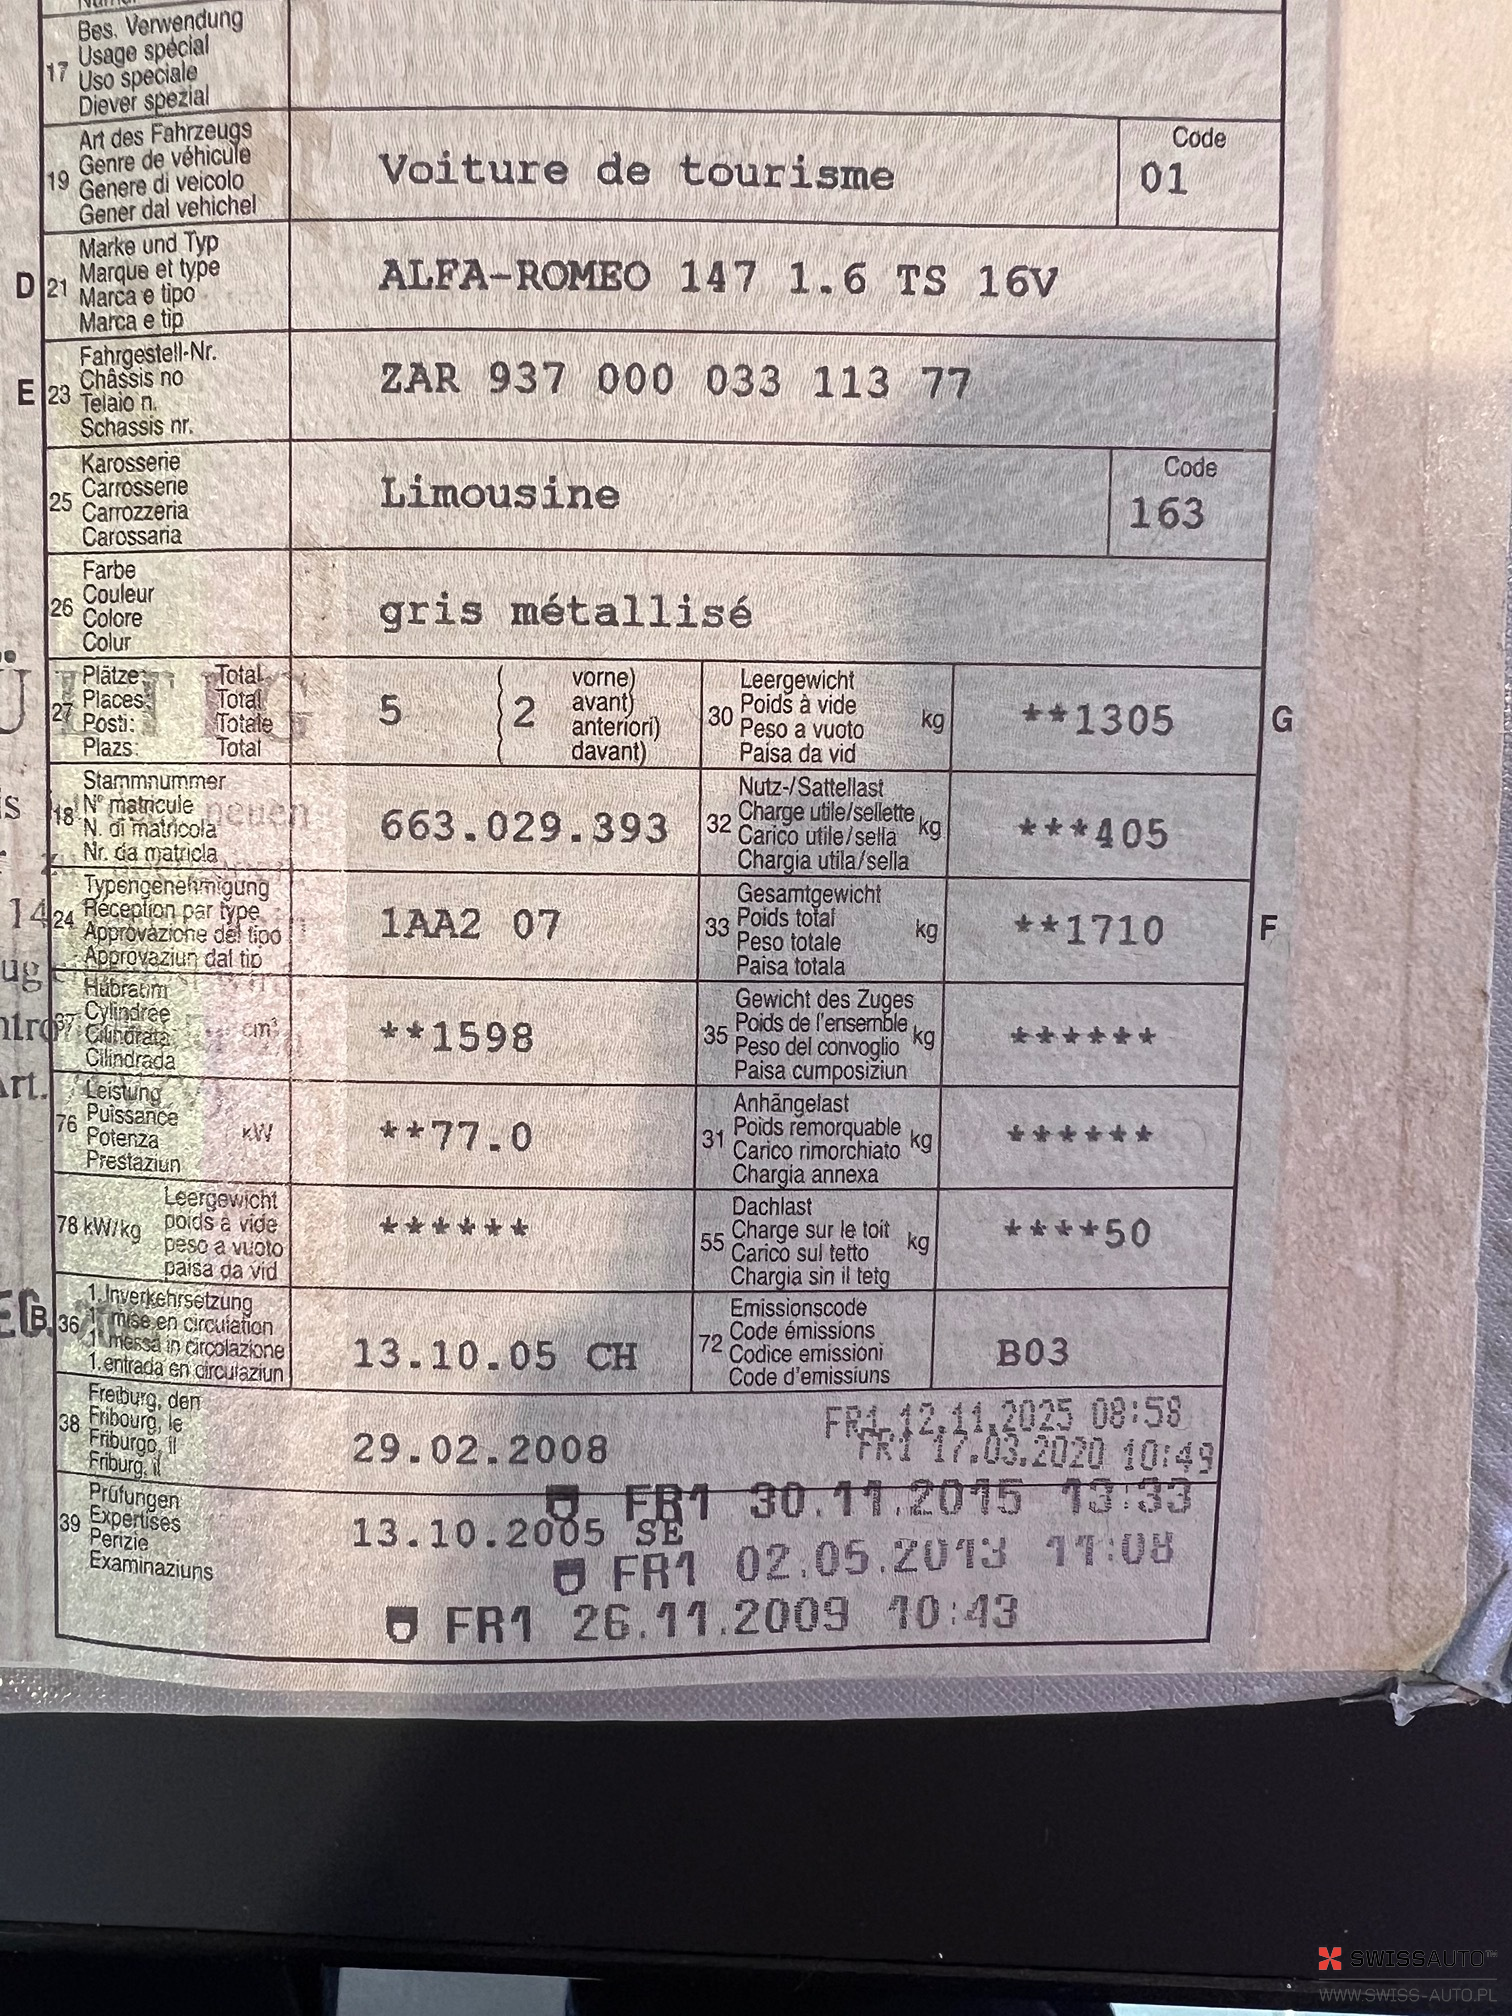 17
Bes. Verwendung
Usage spécial
Uso speciale
Diever spezial
19
Art des Fahrzeugs
Genre de véhicule
Genere di veicolo
Gener dal vehichel
Voiture de tourisme
Code
01
D
21
Marke und Typ
Marque et type
Marca e tipo
Marca e tip
ALFA-ROMEO 147 1.6 TS 16V
E
23
Fahrgestell-Nr.
Châssis no
Telaio n.
Schassis nr.
ZAR 937 000 033 113 77
25
Karosserie
Carrosserie
Carrozzeria
Carossaria
Limousine
Code
163
26
Farbe
Couleur
Colore
Colur
gris métallisé
27
Plätze: Total
Places: Total
Posti: Totale
Plazs: Total
5
2
vorne)
avant)
anteriori)
davant)
30
Leergewicht
Poids à vide
Peso a vuoto
Paisa da vid
kg
**1305
G
18
Stammnummer
N° matricule
N. di matricola
Nr. da matricla
663.029.393
32
Nutz-/Sattellast
Charge utile/sellette
Carico utile/sella
Chargia utila/sella
kg
***405
24
Typengenehmigung
Réception par type
Approvazione del tipo
Approvaziun dal tip
1AA2 07
33
Gesamtgewicht
Poids total
Peso totale
Paisa totala
kg
**1710
F
37
Hubraum
Cylindrée
Cilindrata
Cilindrada
cm³
**1598
35
Gewicht des Zuges
Poids de l'ensemble
Peso del convoglio
Paisa cumposiziun
kg
******
76
Leistung
Puissance
Potenza
Prestaziun
kW
**77.0
31
Anhängelast
Poids remorquable
Carico rimorchiato
Chargia annexa
kg
******
78 kW/kg
Leergewicht
poids à vide
peso a vuoto
paisa da vid
******
55
Dachlast
Charge sur le toit
Carico sul tetto
Chargia sin il tetg
kg
****50
B
36
1. Inverkehrsetzung
1. mise en circulation
1. messa in circolazione
1. entrada en circulaziun
13.10.05 CH
72
Emissionscode
Code émissions
Codice emissioni
Code d'emissiuns
B03
38
Freiburg, den
Fribourg, le
Friburgo, il
Friburg, il
29.02.2008
FR1 12.11.2025 08:58
FR1 17.03.2020 10:49
39
Prüfungen
Expertises
Perizie
Examinaziuns
FR1 30.11.2015 13:33
13.10.2005 SE
FR1 02.05.2013 11:08
FR1 26.11.2009 10:43
SWISSAUTO™
WWW.SWISS-AUTO.PL